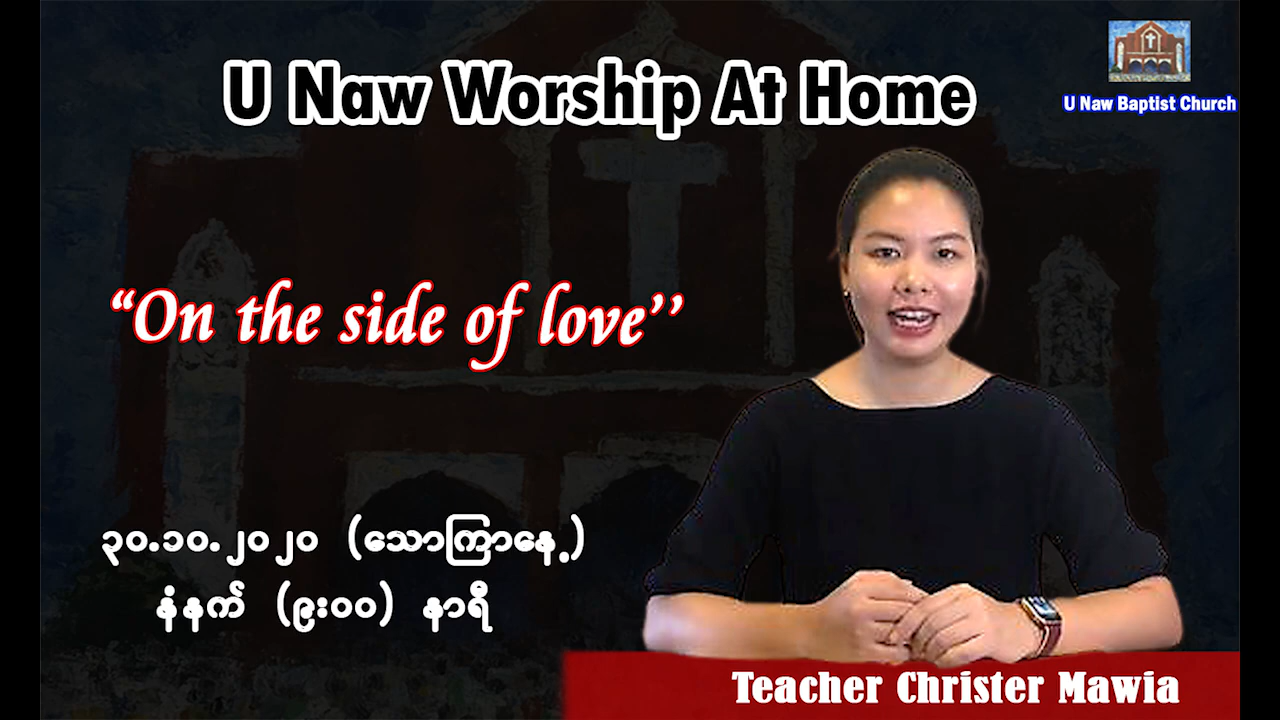 U Naw Worship At Home
U Naw Baptist Church
“On the side of love’’
၃၀.၁၀.၂၀၂၀ (သောကြာနေ့)
နံနက် (၉း၀၀) နာရီ
Teacher Christer Mawia